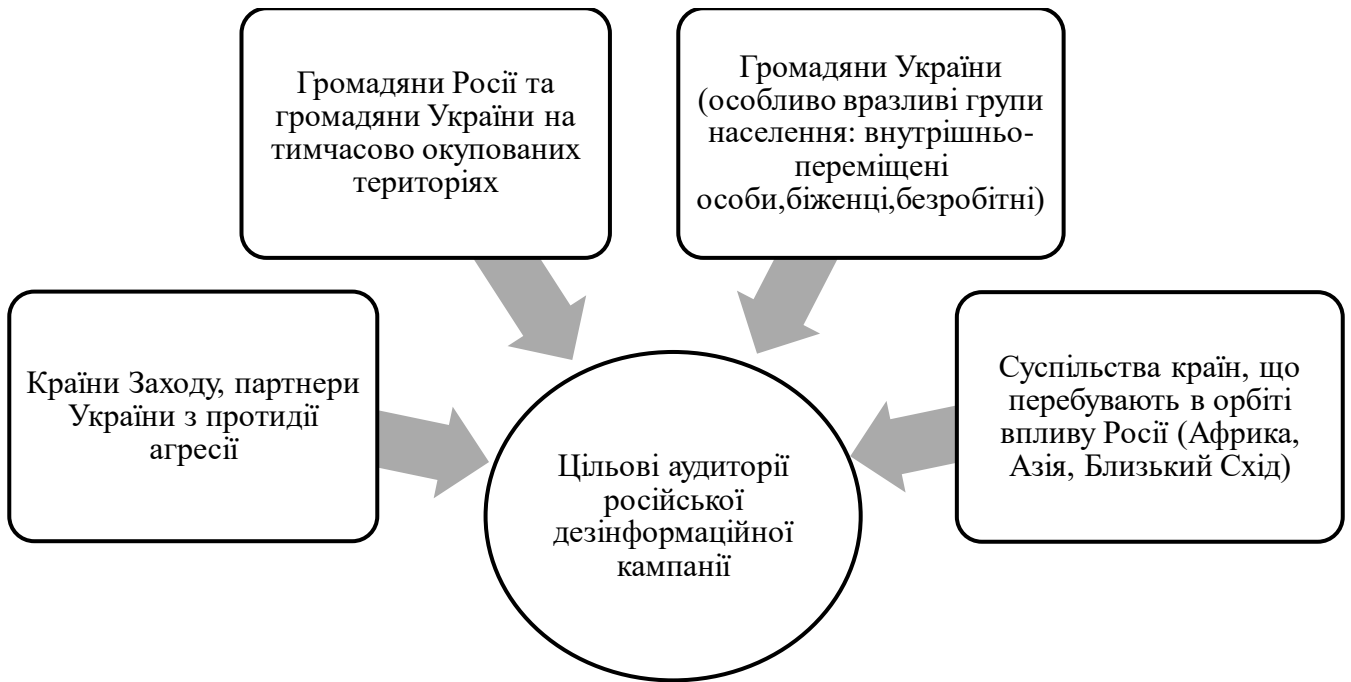 Громадяни Росії та
громадяни України на
тимчасово окупованих
територіях
Громадяни України
(особливо вразливі групи
населення: внутрішньо-
переміщені
особи,біженці,безробітні)
Країни Заходу, партнери
України з протидії
агресії
Суспільства країн, що
перебувають в орбіті
впливу Росії (Африка,
Азія, Близький Схід)
Цільові аудиторії
російської
дезінформаційної
кампанії